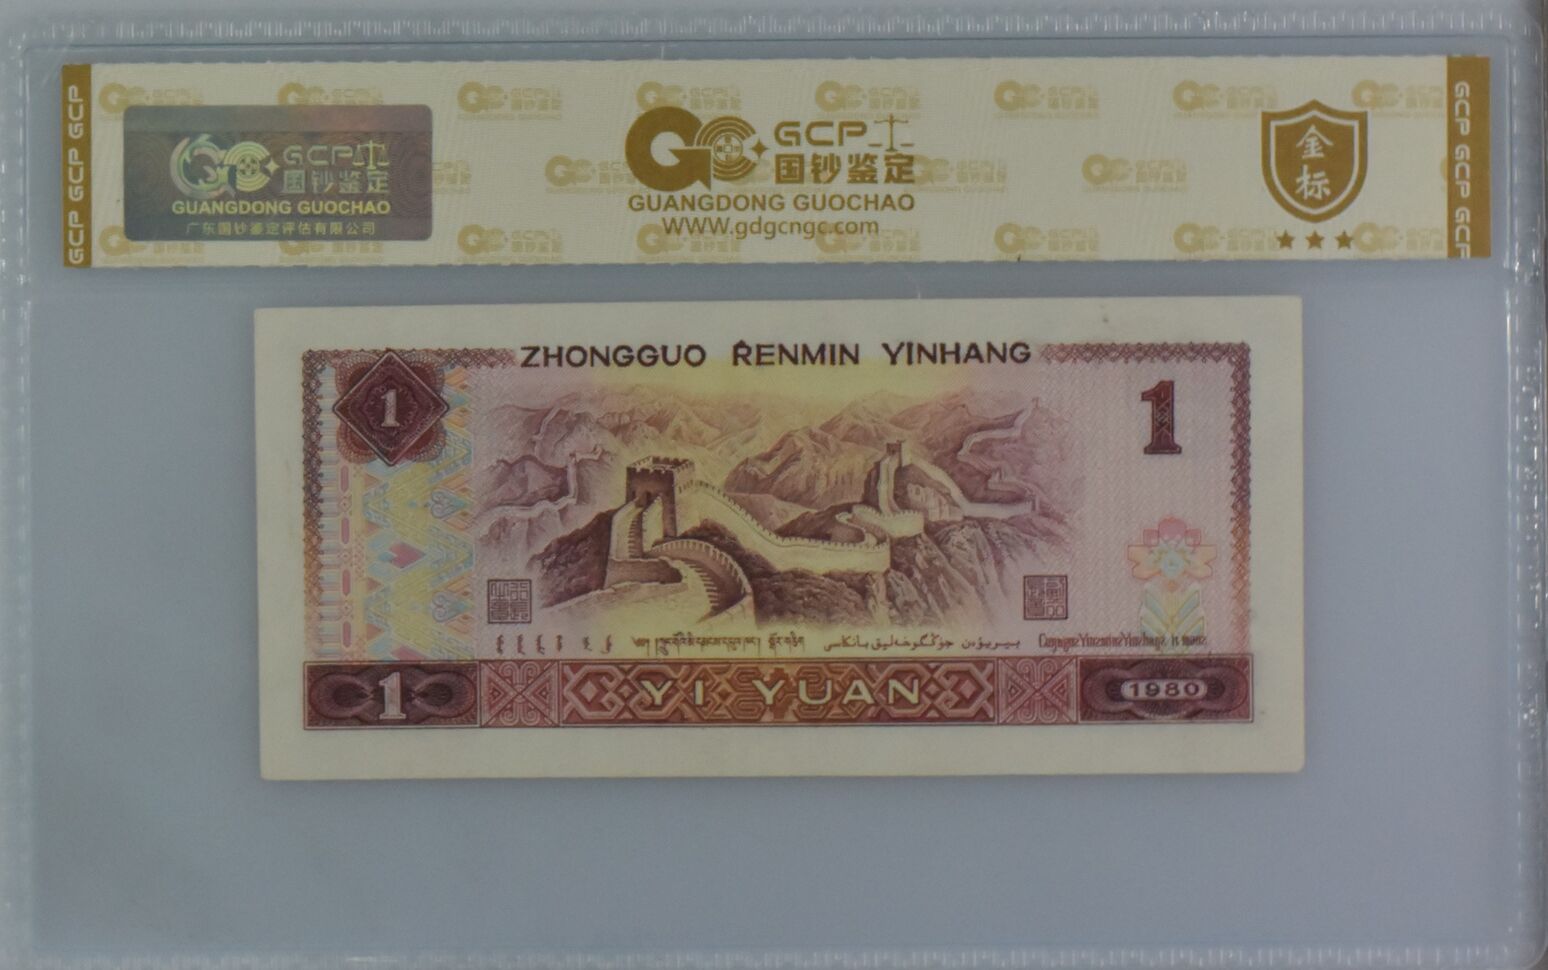 GCP GCP GCP
GCP
国钞鉴定
GUANGDONG GUOCHAO
广东国钞鉴定评估有限公司
GCP
国钞鉴定
GUANGDONG GUOCHAO
WWW.gdgcngc.com
金
标
GCP GCP GCP
ZHONGGUO RENMIN YINHANG
1
1
1
YI YUAN
1980